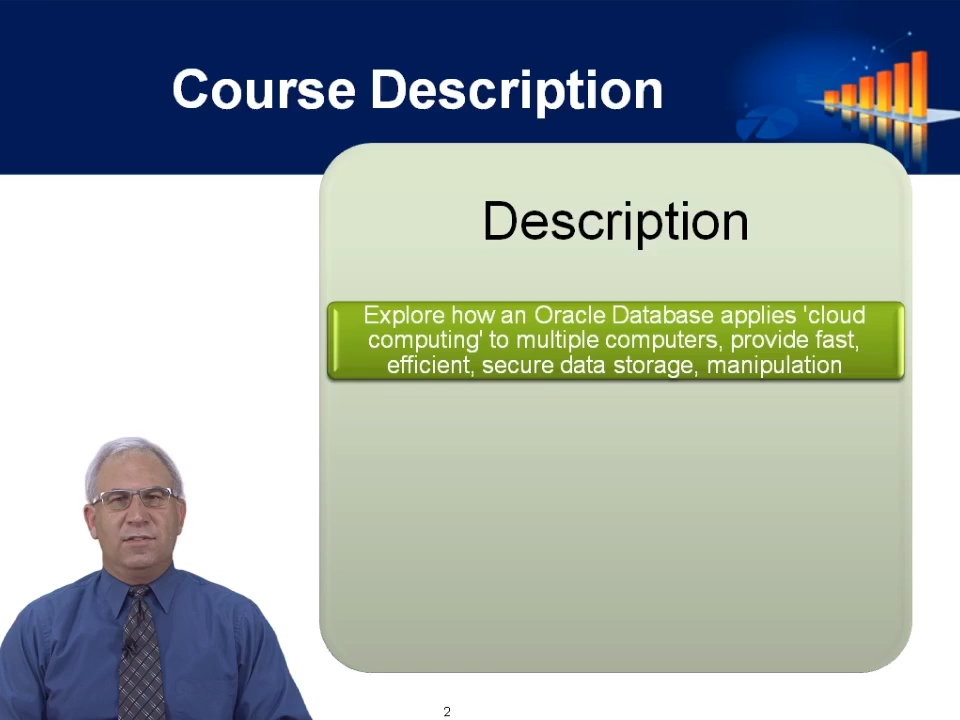 Course Description
Description
Explore how an Oracle Database applies 'cloud
computing' to multiple computers, provide fast,
efficient, secure data storage, manipulation
2